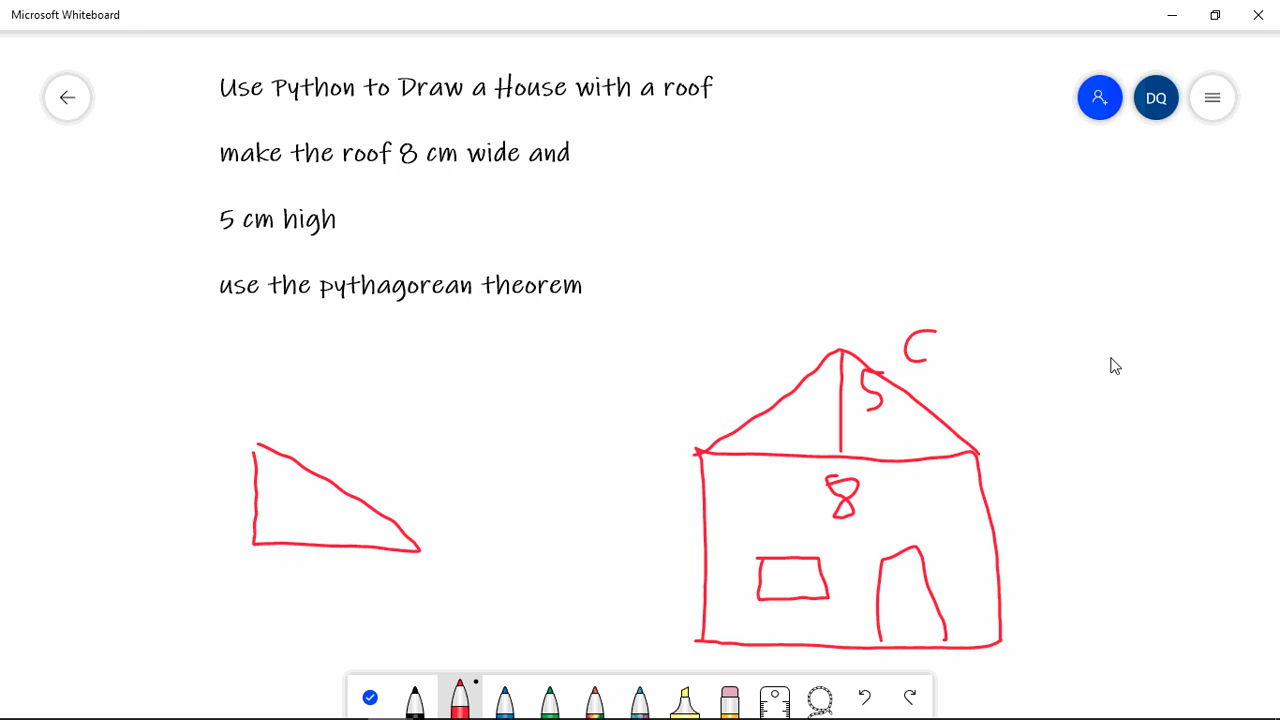 Microsoft Whiteboard
Use Python to Draw a House with a roof
DQ
make the roof 8 cm wide and
5 cm high
use the pythagorean theorem
C
5
8